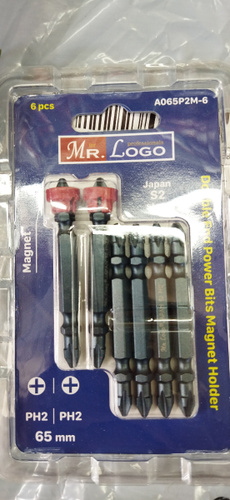 6 pcs
A065P2M-6
MR. LOGO
Japan
S2
Magnet
Double End Power Bits Magnet Holder
PH2 | PH2
65 mm